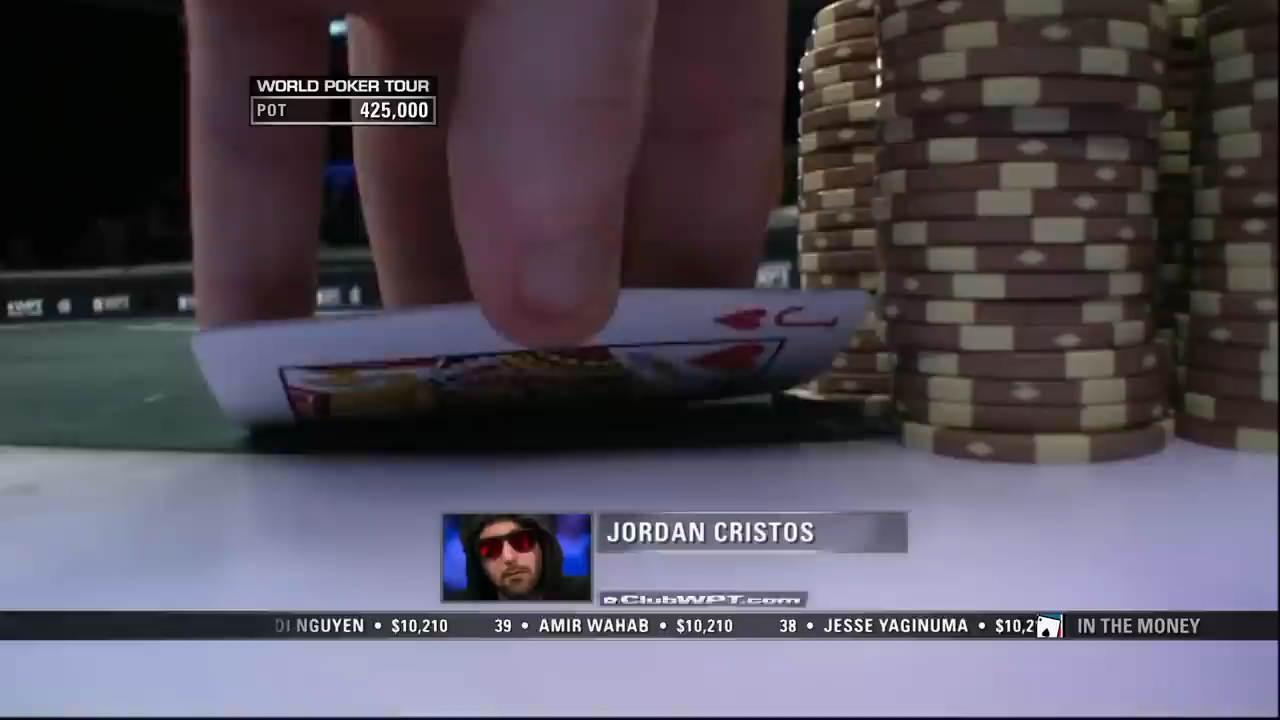 WORLD POKER TOUR
POT 425,000
J
JORDAN CRISTOS
ClubWPT.com
DI NGUYEN • $10,210 39 • AMIR WAHAB • $10,210 38 • JESSE YAGINUMA • $10,2 IN THE MONEY